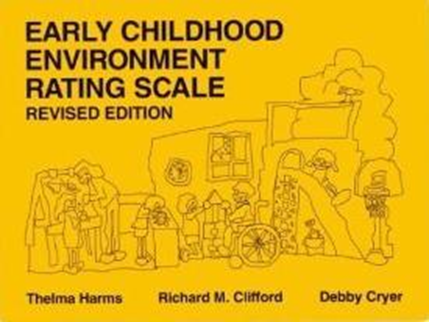 EARLY CHILDHOOD
ENVIRONMENT
RATING SCALE
REVISED EDITION
Thelma Harms Richard M. Clifford Debby Cryer